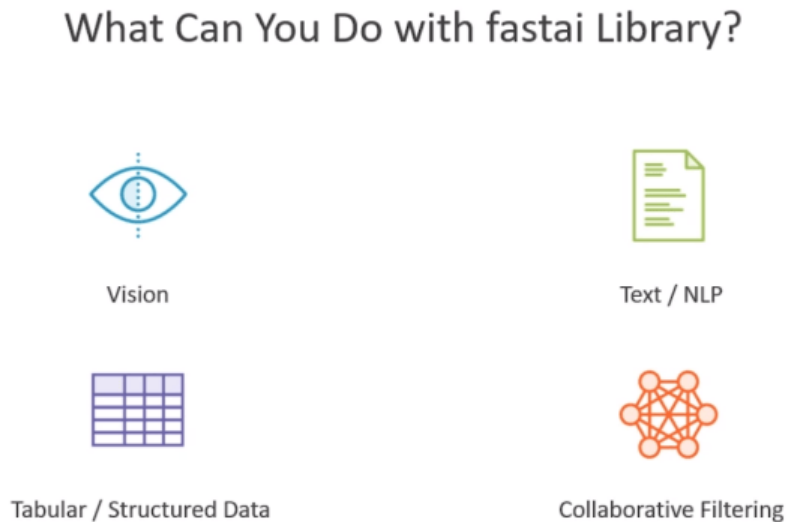 What Can You Do with fastai Library?
Vision
Text / NLP
Tabular / Structured Data
Collaborative Filtering